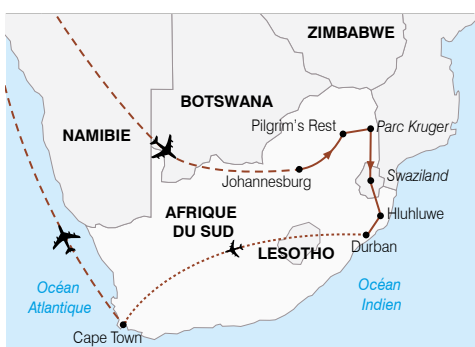 ZIMBABWE
BOTSWANA
Pilgrim's Rest
Parc Kruger
NAMIBIE
Johannesburg
Swaziland
AFRIQUE
DU SUD
Hluhluwe
LESOTHO
Durban
Océan
Atlantique
Océan
Indien
Cape Town